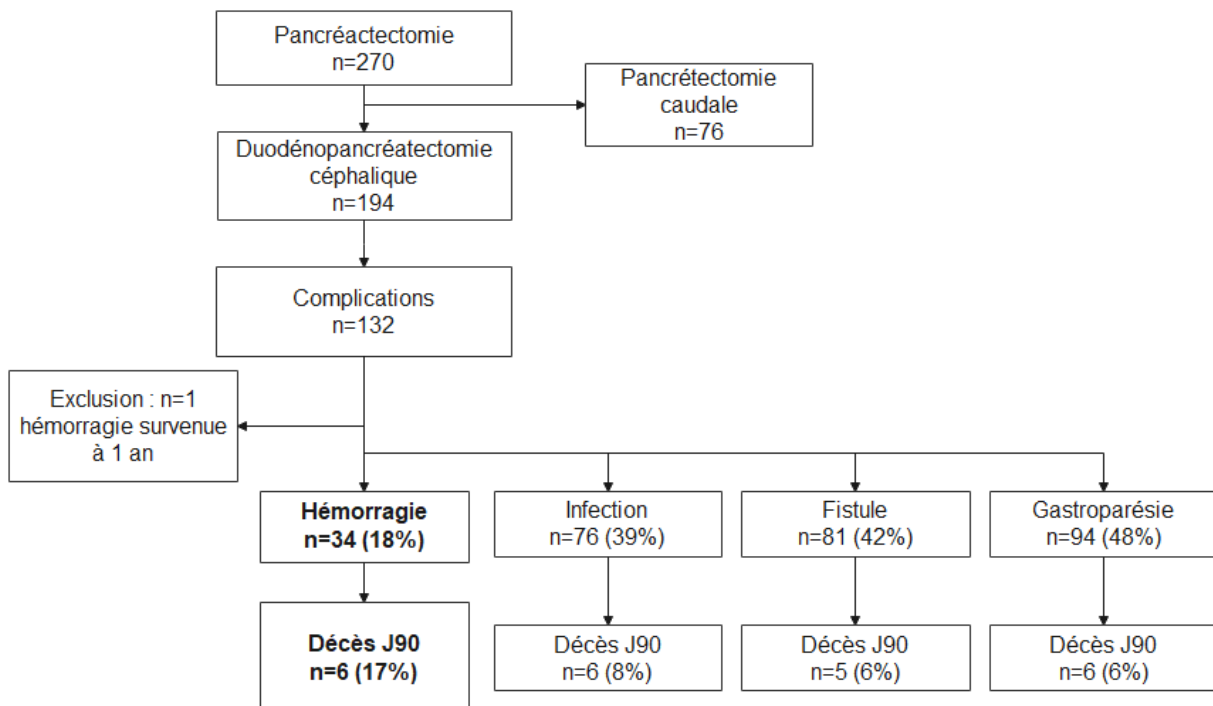 Pancréactectomie
n=270
Pancrétectomie
caudale
n=76
Duodénopancréatectomie
céphalique
n=194
Complications
n=132
Exclusion : n=1
hémorragie survenue
à 1 an
Hémorragie
n=34 (18%)
Infection
n=76 (39%)
Fistule
n=81 (42%)
Gastroparésie
n=94 (48%)
Décès J90
n=6 (17%)
Décès J90
n=6 (8%)
Décès J90
n=5 (6%)
Décès J90
n=6 (6%)